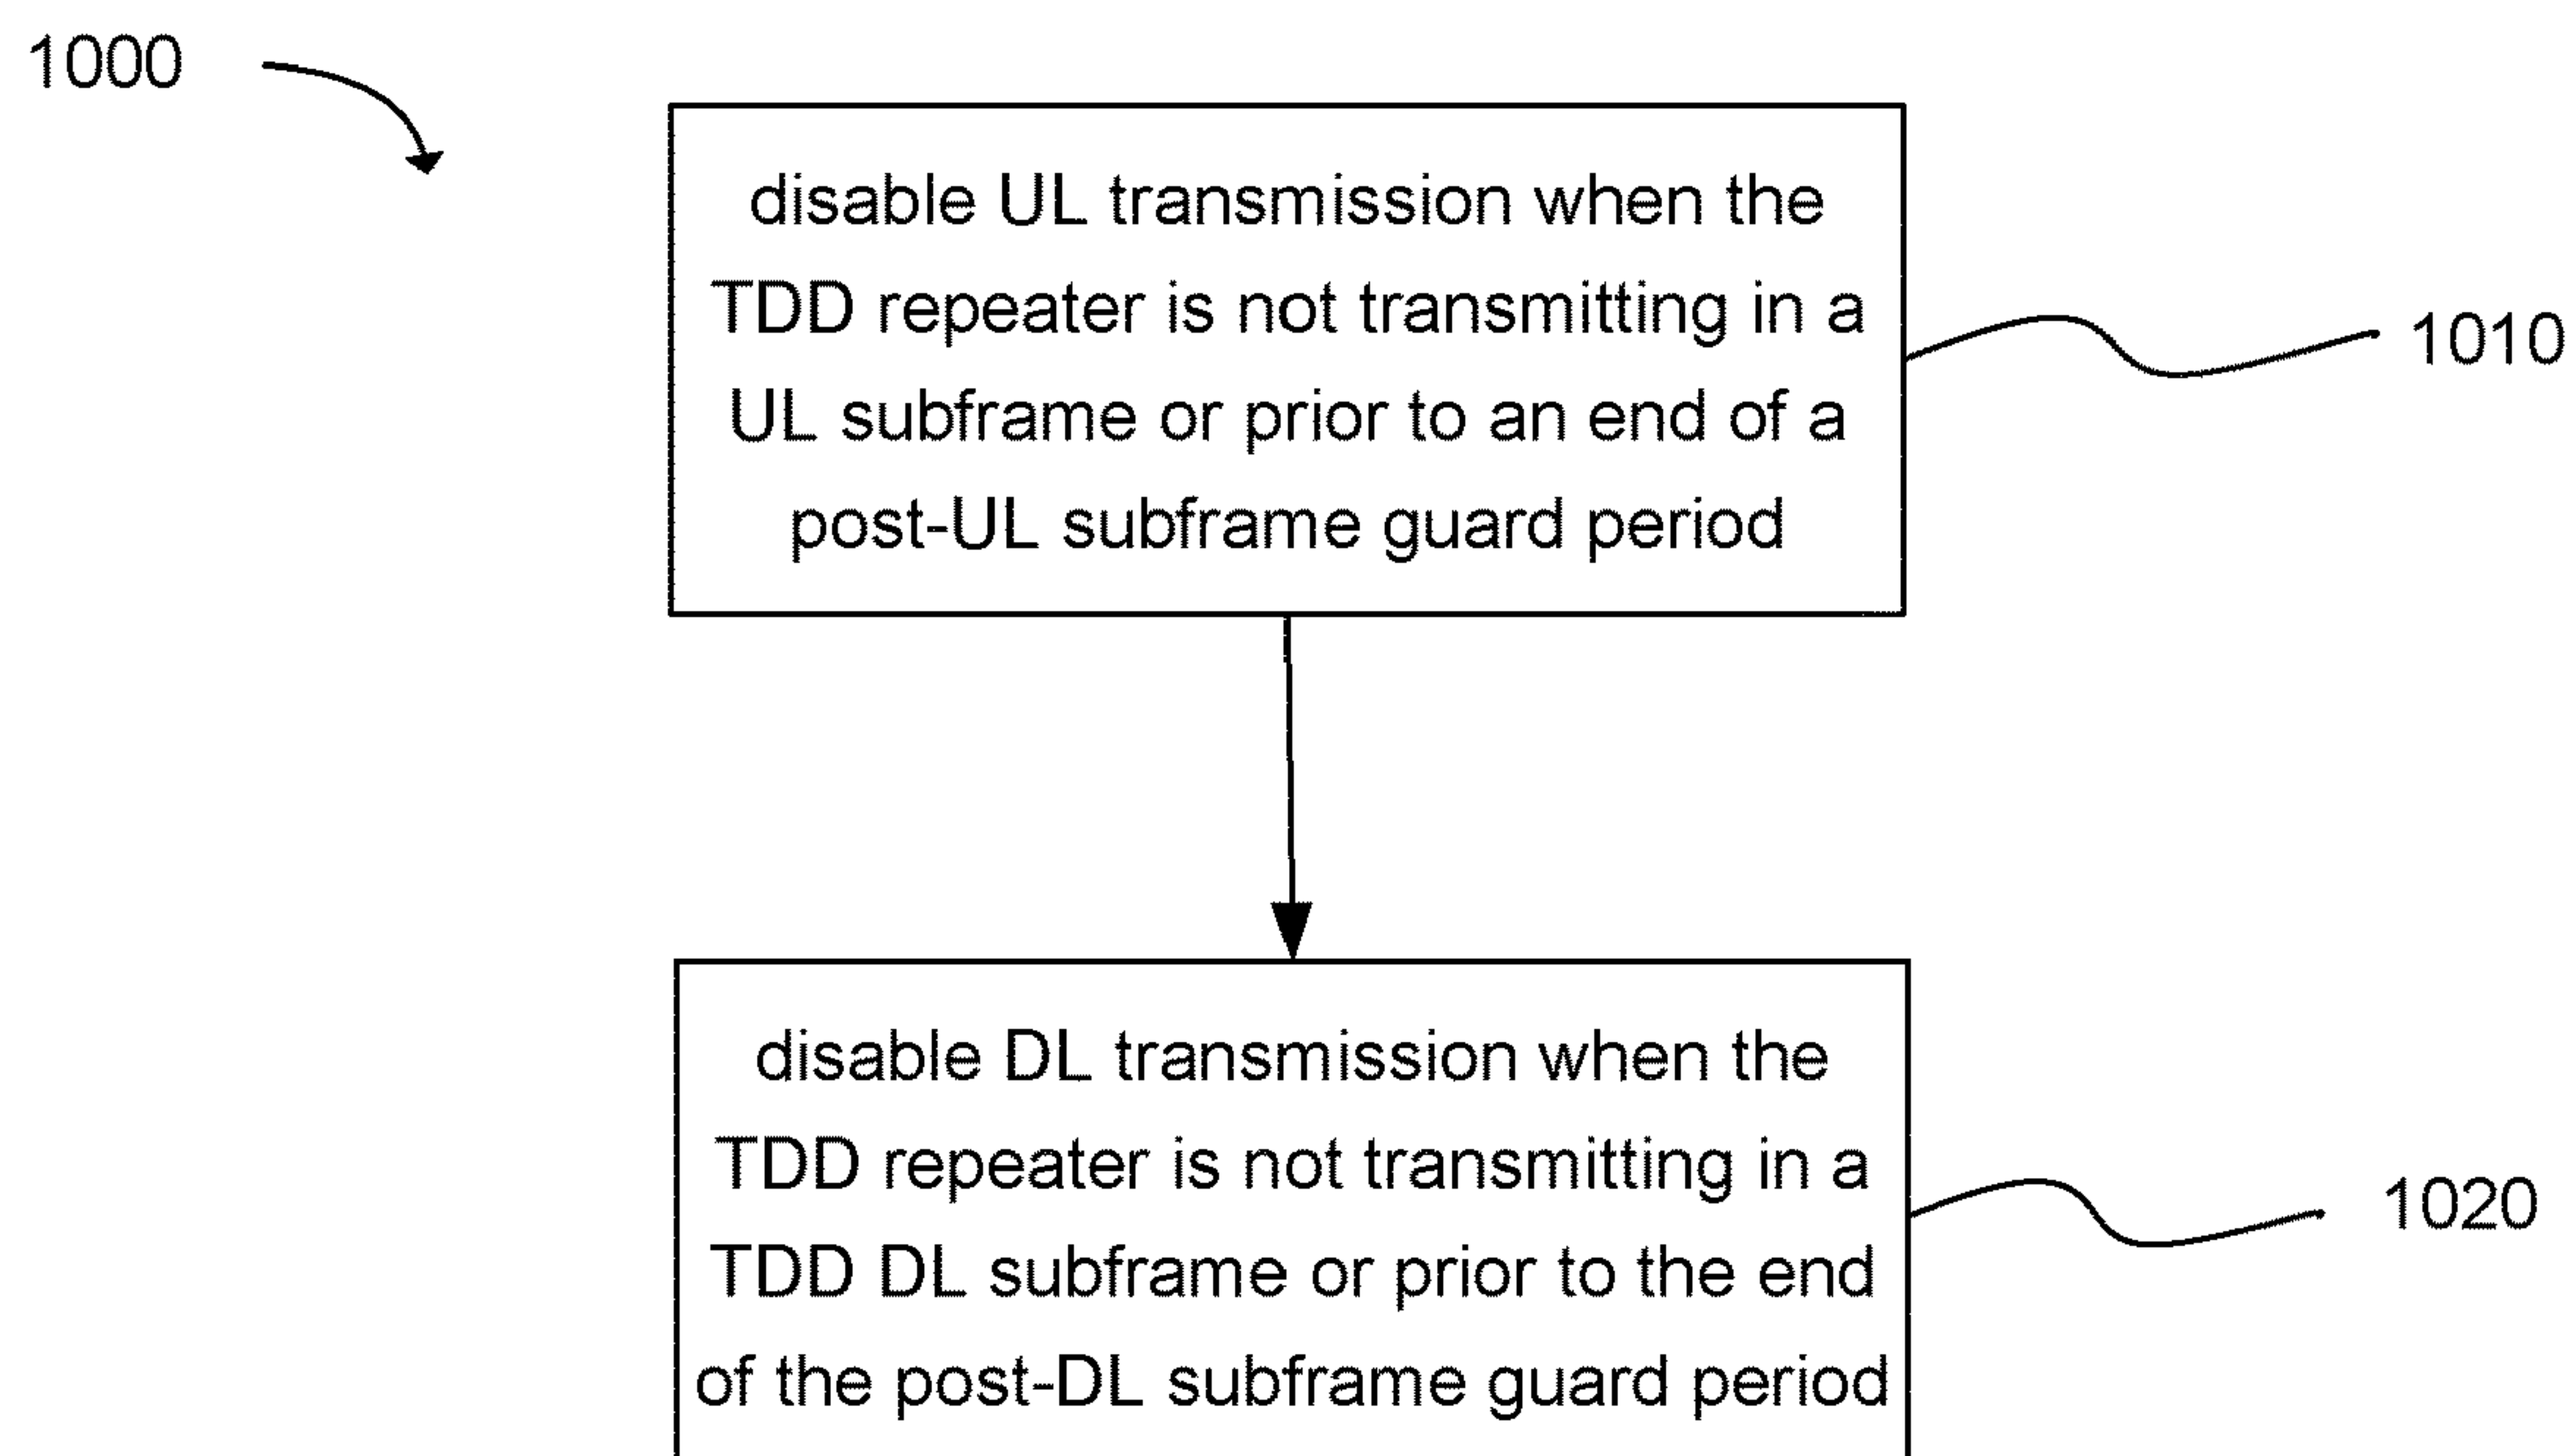 1000
disable UL transmission when the
TDD repeater is not transmitting in a
UL subframe or prior to an end of a
post-UL subframe guard period
1010
disable DL transmission when the
TDD repeater is not transmitting in a
TDD DL subframe or prior to the end
of the post-DL subframe guard period
1020